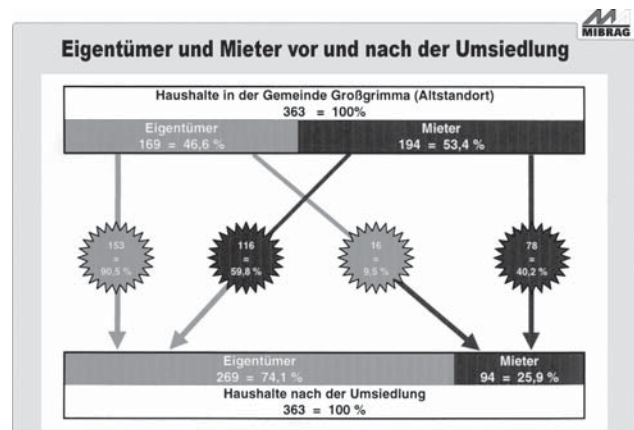 MIBRAG
Eigentümer und Mieter vor und nach der Umsiedlung
Haushalte in der Gemeinde Großgrimma (Altstandort)
363 = 100%
Eigentümer
169 = 46,6 %
Mieter
194 = 53,4 %
153
=
90,5 %
116
=
59,8 %
16
=
9,5 %
78
=
40,2 %
Eigentümer
269 = 74,1 %
Mieter
94 = 25,9 %
Haushalte nach der Umsiedlung
363 = 100 %